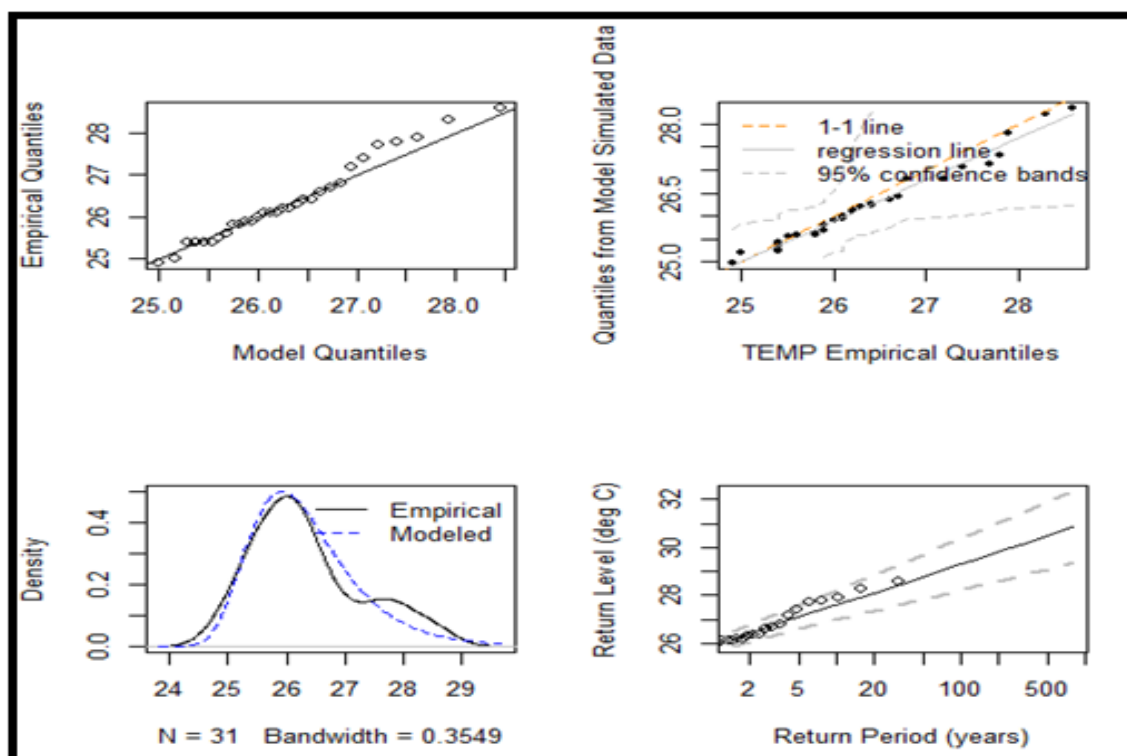 Empirical Quantiles
28
27
26
25
25.0
26.0
27.0
28.0
Model Quantiles
Quantiles from Model Simulated Data
28.0
26.5
25.0
1-1 line
regression line
95% confidence bands
25
26
27
28
TEMP Empirical Quantiles
Density
0.4
0.2
0.0
Empirical
Modeled
24
25
26
27
28
29
N = 31 Bandwidth = 0.3549
Return Level (deg C)
32
30
28
26
2
5
20
100
500
Return Period (years)